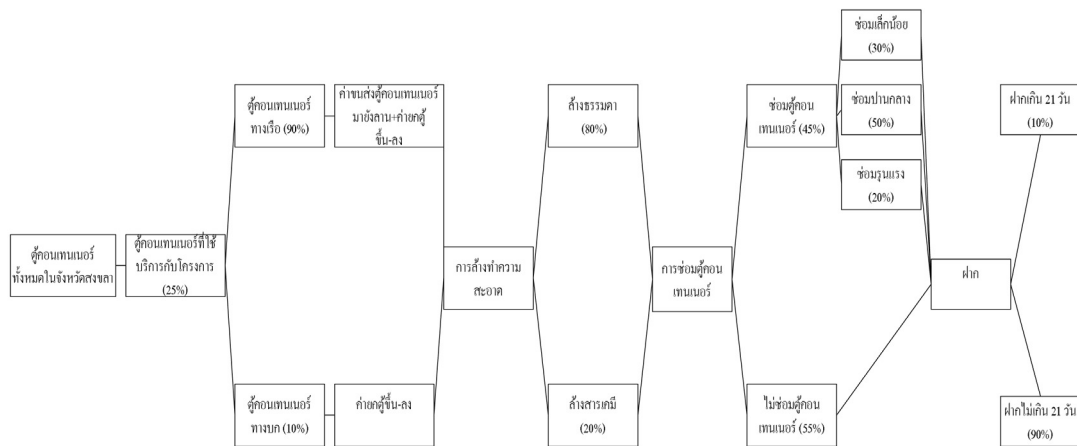 ตู้คอนเทนเนอร์
ทั้งหมดในจังหวัดสงขลา
ตู้คอนเทนเนอร์ที่ใช้
บริการกับโครงการ
(25%)
ตู้คอนเทนเนอร์
ทางเรือ (90%)
ค่าขนส่งตู้คอนเทนเนอร์
มายังลาน+ค่ายกตู้
ขึ้น-ลง
ตู้คอนเทนเนอร์
ทางบก (10%)
ค่ายกตู้ขึ้น-ลง
การล้างทำความ
สะอาด
ล้างธรรมดา
(80%)
ล้างสารเคมี
(20%)
การซ่อมตู้คอน
เทนเนอร์
ซ่อมตู้คอน
เทนเนอร์ (45%)
ไม่ซ่อมตู้คอน
เทนเนอร์ (55%)
ซ่อมเล็กน้อย
(30%)
ซ่อมปานกลาง
(50%)
ซ่อมรุนแรง
(20%)
ฝาก
ฝากเกิน 21 วัน
(10%)
ฝากไม่เกิน 21 วัน
(90%)